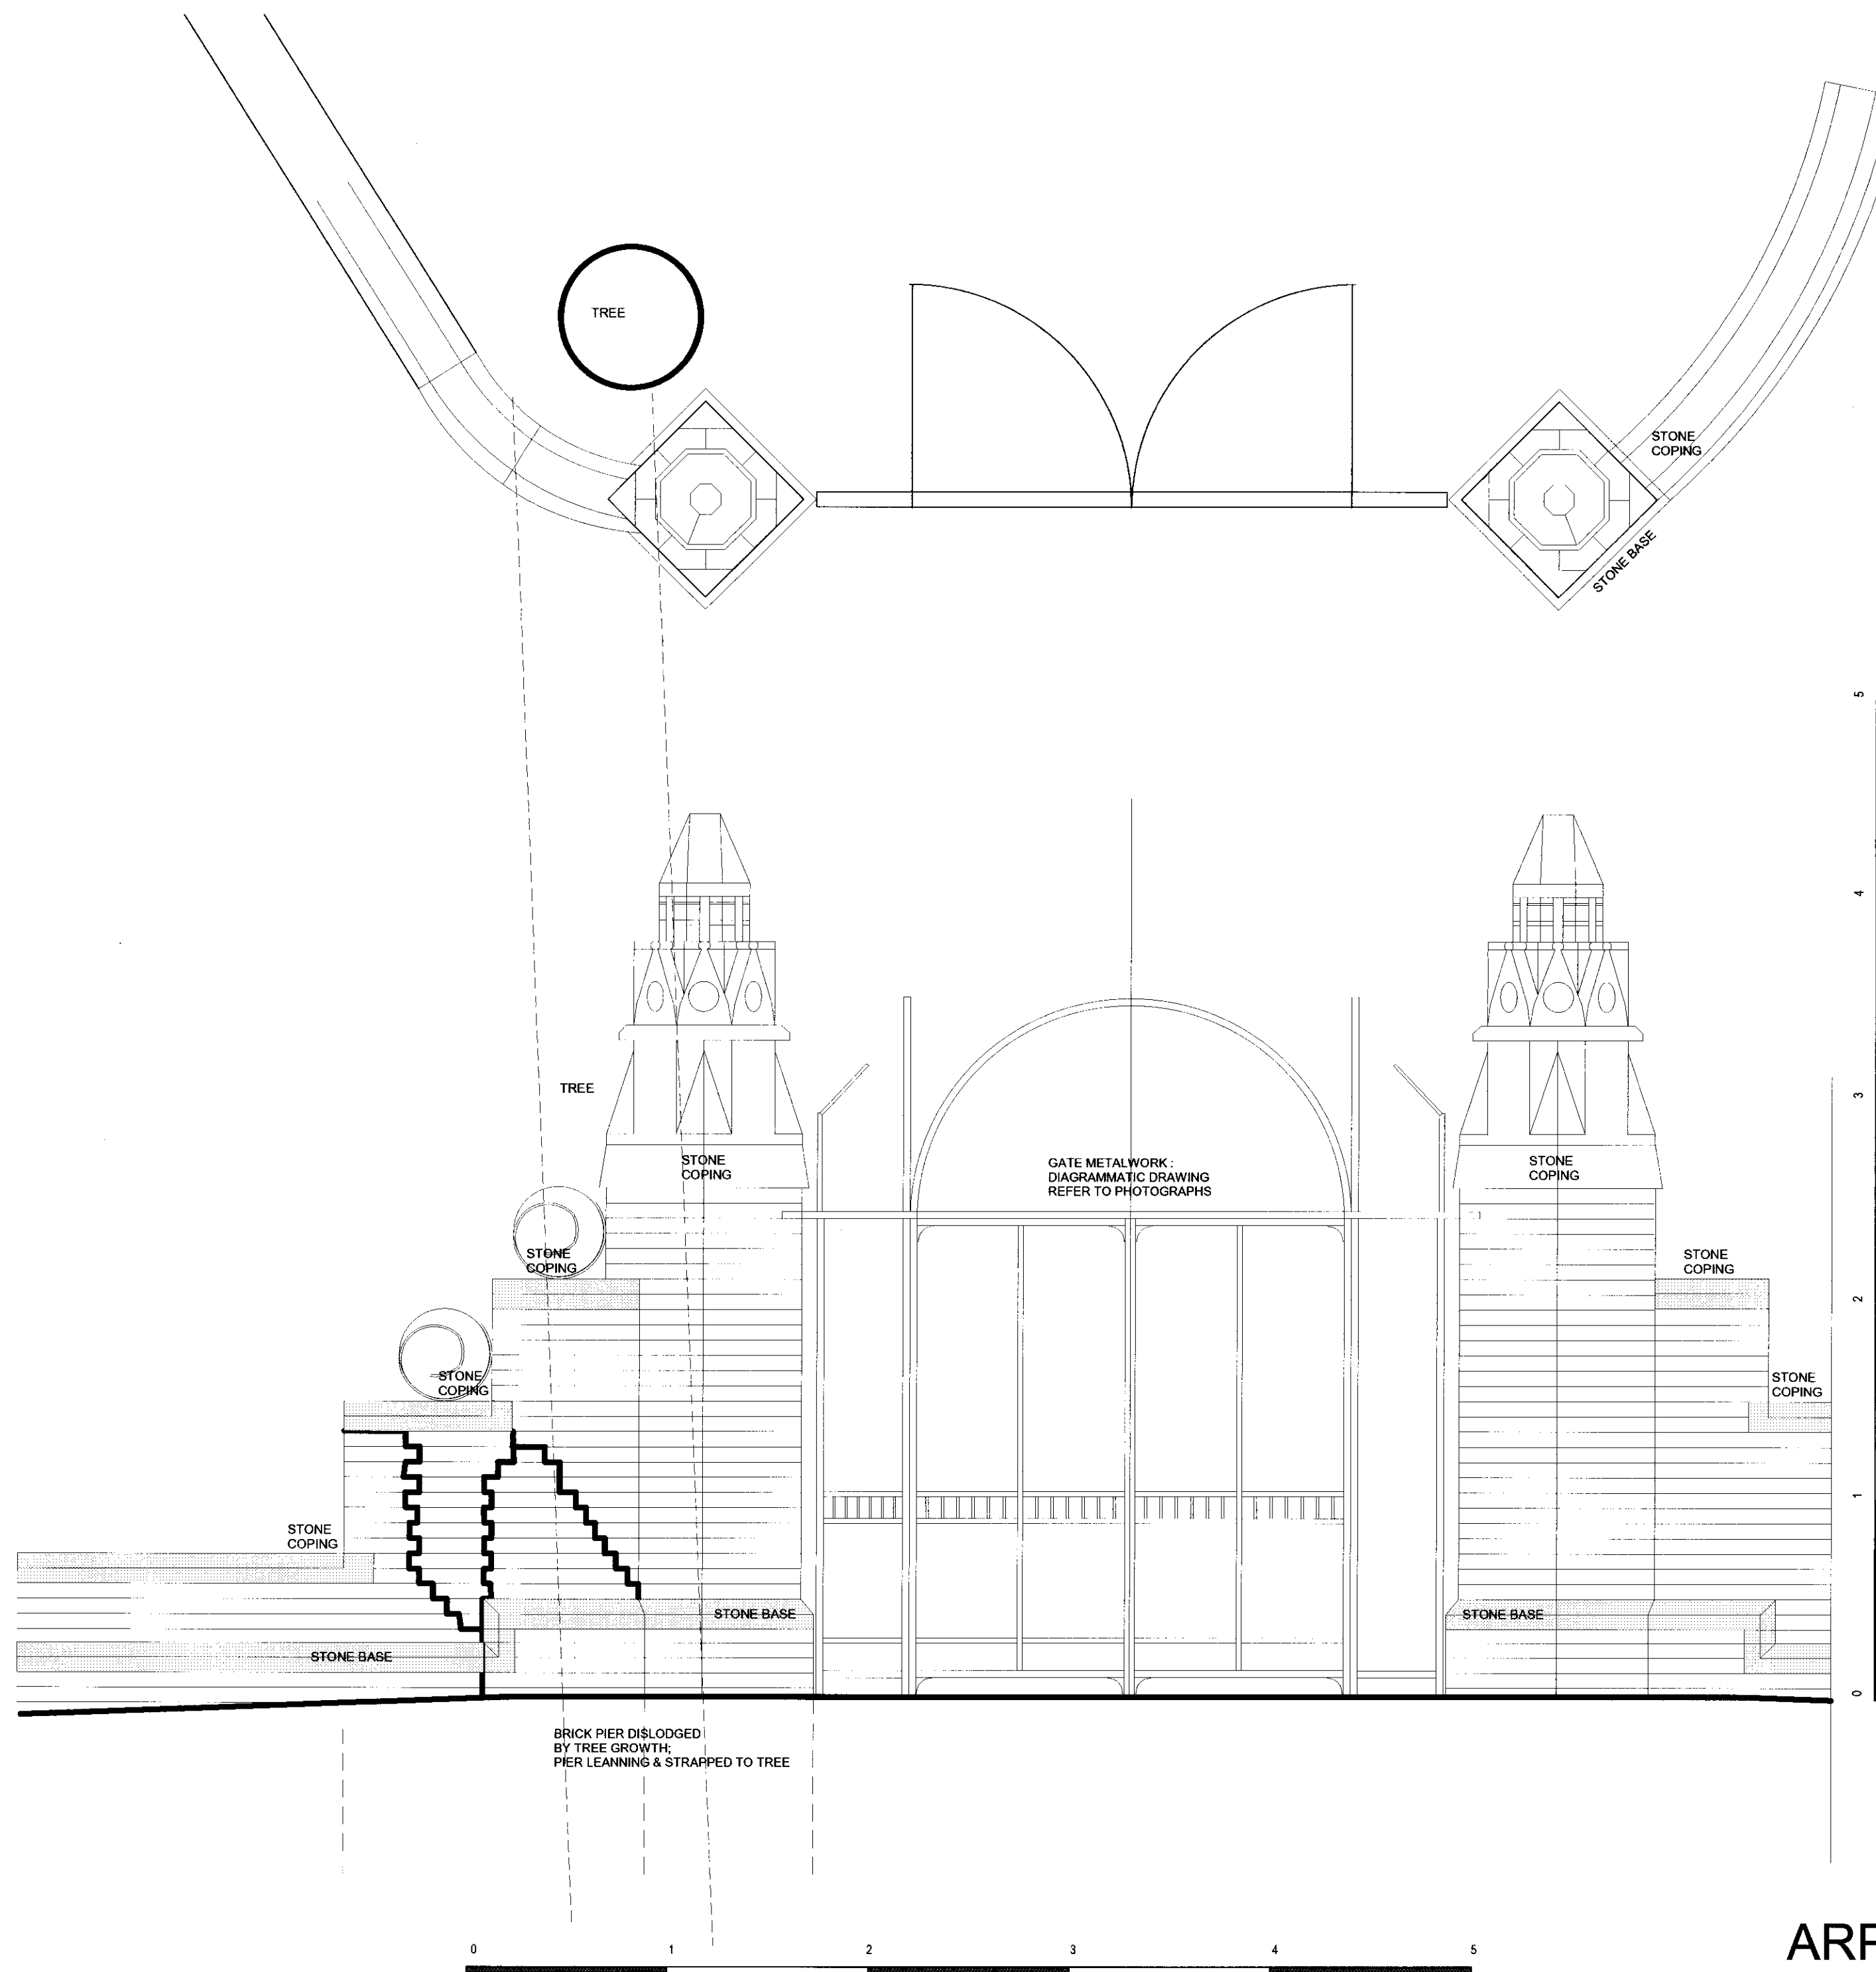 TREE
STONE
COPING
STONE BASE
5
4
3
TREE
STONE
COPING
GATE METALWORK :
DIAGRAMMATIC DRAWING
REFER TO PHOTOGRAPHS
STONE
COPING
STONE
COPING
STONE
COPING
2
STONE
COPING
STONE
COPING
1
STONE
COPING
STONE BASE
STONE BASE
STONE BASE
0
BRICK PIER DISLODGED
BY TREE GROWTH;
PIER LEANNING & STRAPPED TO TREE
0 1 2 3 4 5